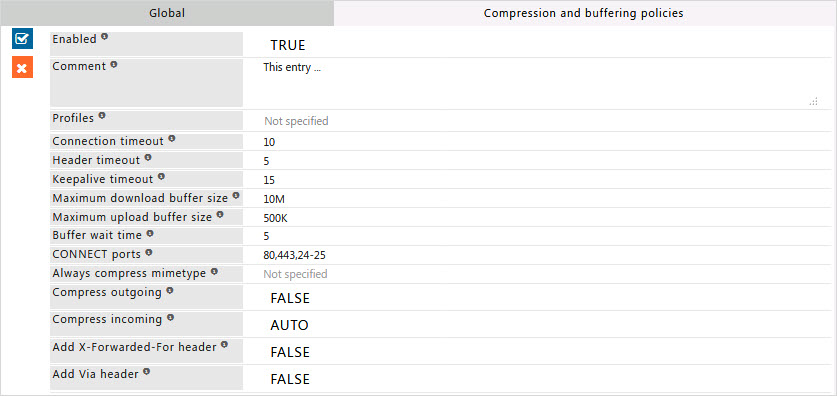 Global Compression and buffering policies
Enabled TRUE
Comment This entry ...
Profiles Not specified
Connection timeout 10
Header timeout 5
Keepalive timeout 15
Maximum download buffer size 10M
Maximum upload buffer size 500K
Buffer wait time 5
CONNECT ports 80,443,24-25
Always compress mimetype Not specified
Compress outgoing FALSE
Compress incoming AUTO
Add X-Forwarded-For header FALSE
Add Via header FALSE